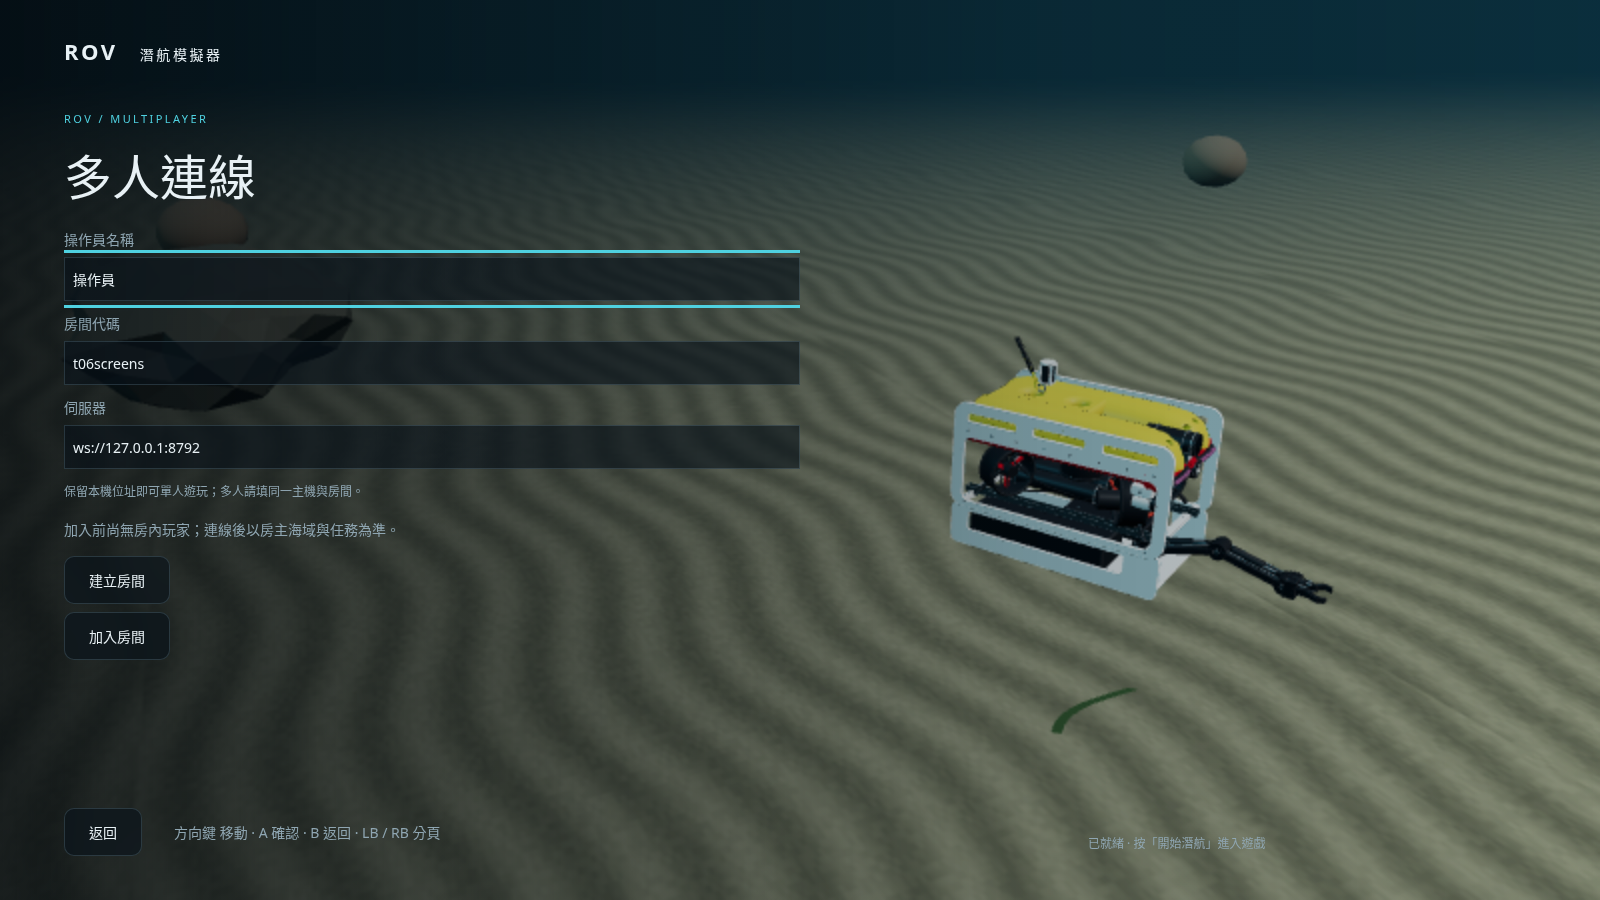 ROV 潛航模擬器
ROV / MULTIPLAYER
多人連線
操作員名稱
操作員
房間代碼
t06screens
伺服器
ws://127.0.0.1:8792
保留本機位址即可單人遊玩；多人請填同一主機與房間。
加入前尚無房內玩家；連線後以房主海域與任務為準。
建立房間
加入房間
返回 方向鍵 移動 · A 確認 · B 返回 · LB / RB 分頁
已就緒 · 按「開始潛航」進入遊戲